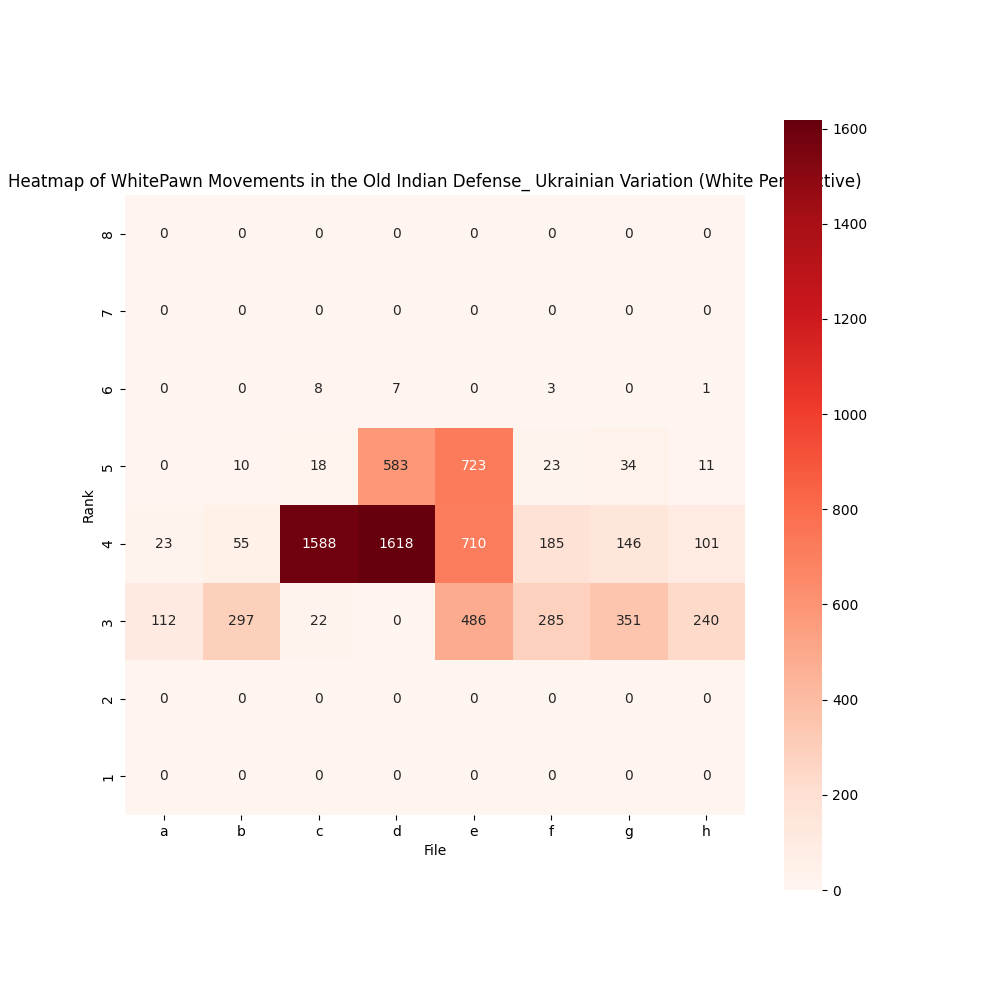 Heatmap of WhitePawn Movements in the Old Indian Defense_ Ukrainian Variation (White Per ctive)
8 0 0 0 0 0 0 0 0
7 0 0 0 0 0 0 0 0
6 0 0 8 7 0 3 0 1
5 0 10 18 583 723 23 34 11
4 23 55 1588 1618 710 185 146 101
3 112 297 22 0 486 285 351 240
2 0 0 0 0 0 0 0 0
1 0 0 0 0 0 0 0 0
a b c d e f g h
File
Rank
1600
1400
1200
1000
800
600
400
200
0